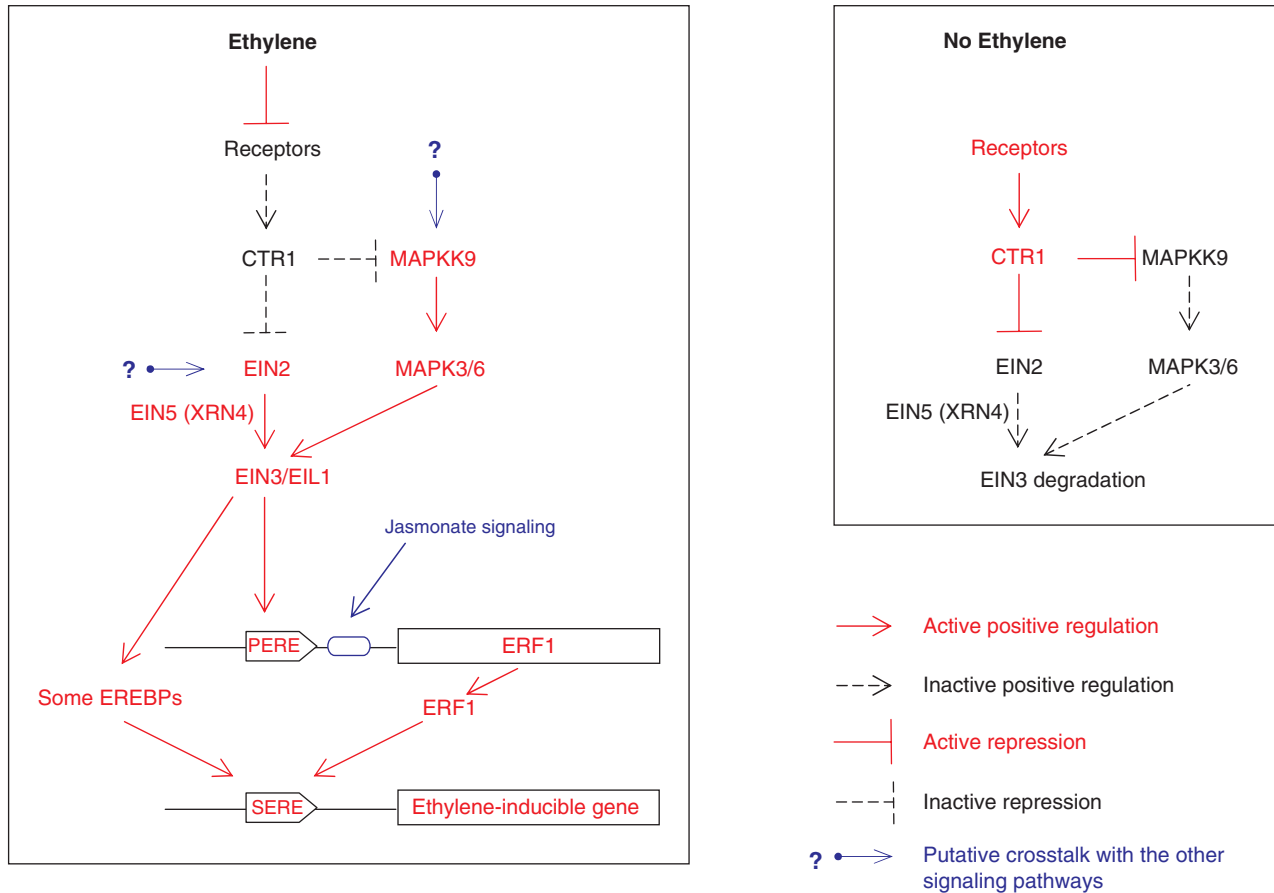 Ethylene
Receptors
?
CTR1
MAPKK9
?
EIN2
MAPK3/6
EIN5 (XRN4)
EIN3/EIL1
Jasmonate signaling
PERE
ERF1
Some EREBPs
ERF1
SERE
Ethylene-inducible gene
No Ethylene
Receptors
CTR1
MAPKK9
EIN2
MAPK3/6
EIN5 (XRN4)
EIN3 degradation
Active positive regulation
Inactive positive regulation
Active repression
Inactive repression
? Putative crosstalk with the other
signaling pathways